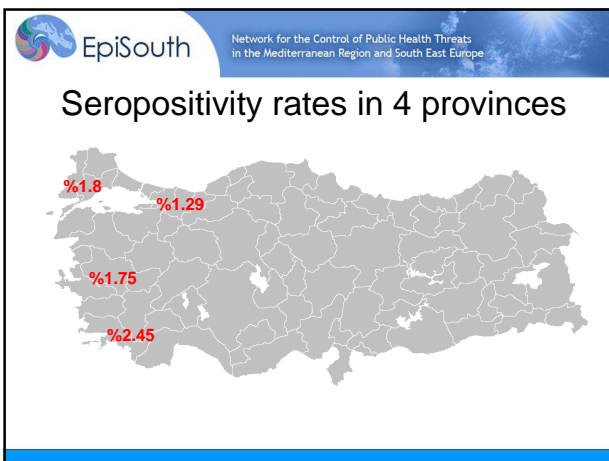 EpiSouth
Network for the Control of Public Health Threats
in the Mediterranean Region and South East Europe
Seropositivity rates in 4 provinces
%1.8
%1.29
%1.75
%2.45